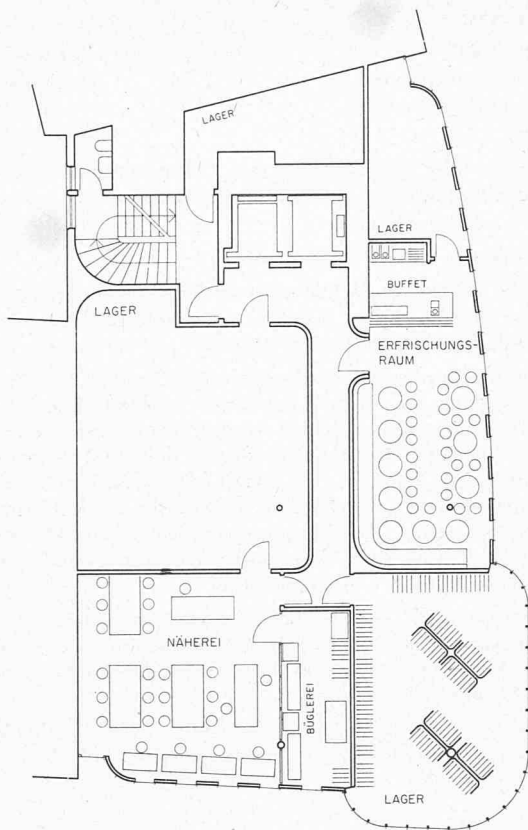 LAGER
LAGER
BUFFET
LAGER
ERFRISCHUNGS-
RAUM
NÄHEREI
BÜGLEREI
LAGER